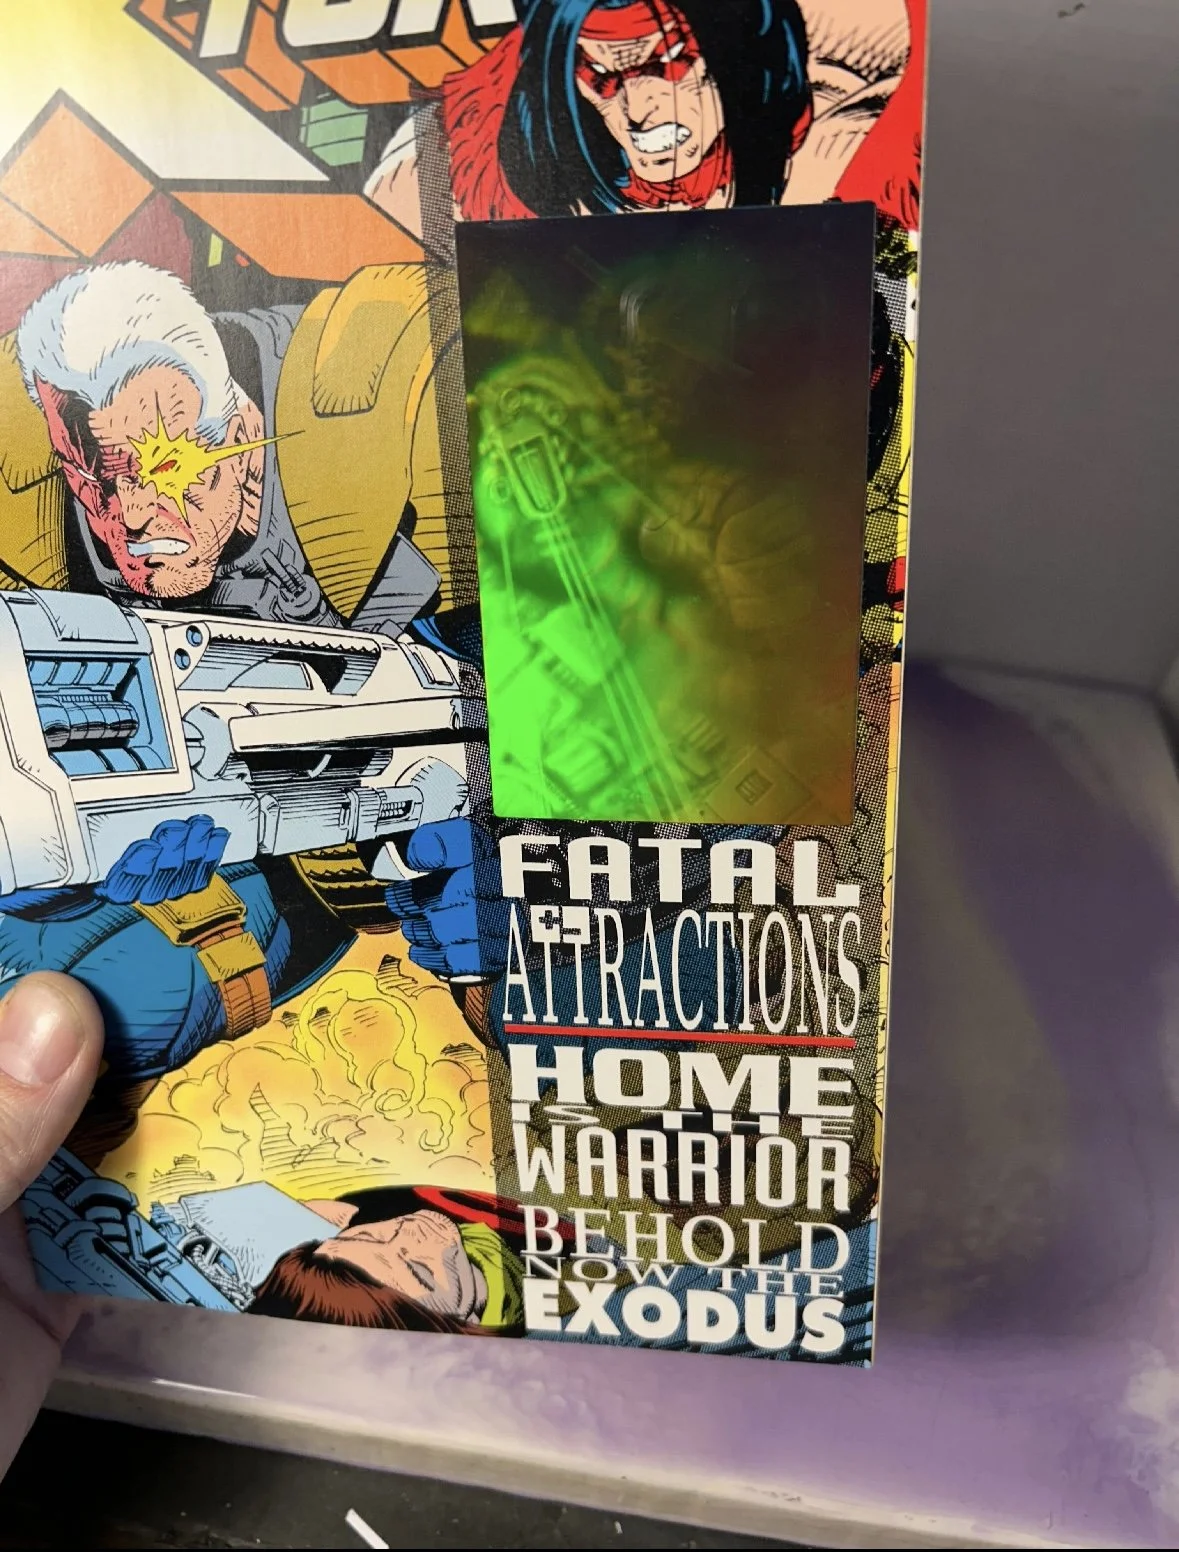 FATAL
ATTRACTIONS
HOME
IS THE
WARRIOR
BEHOLD
NOW THE
EXODUS